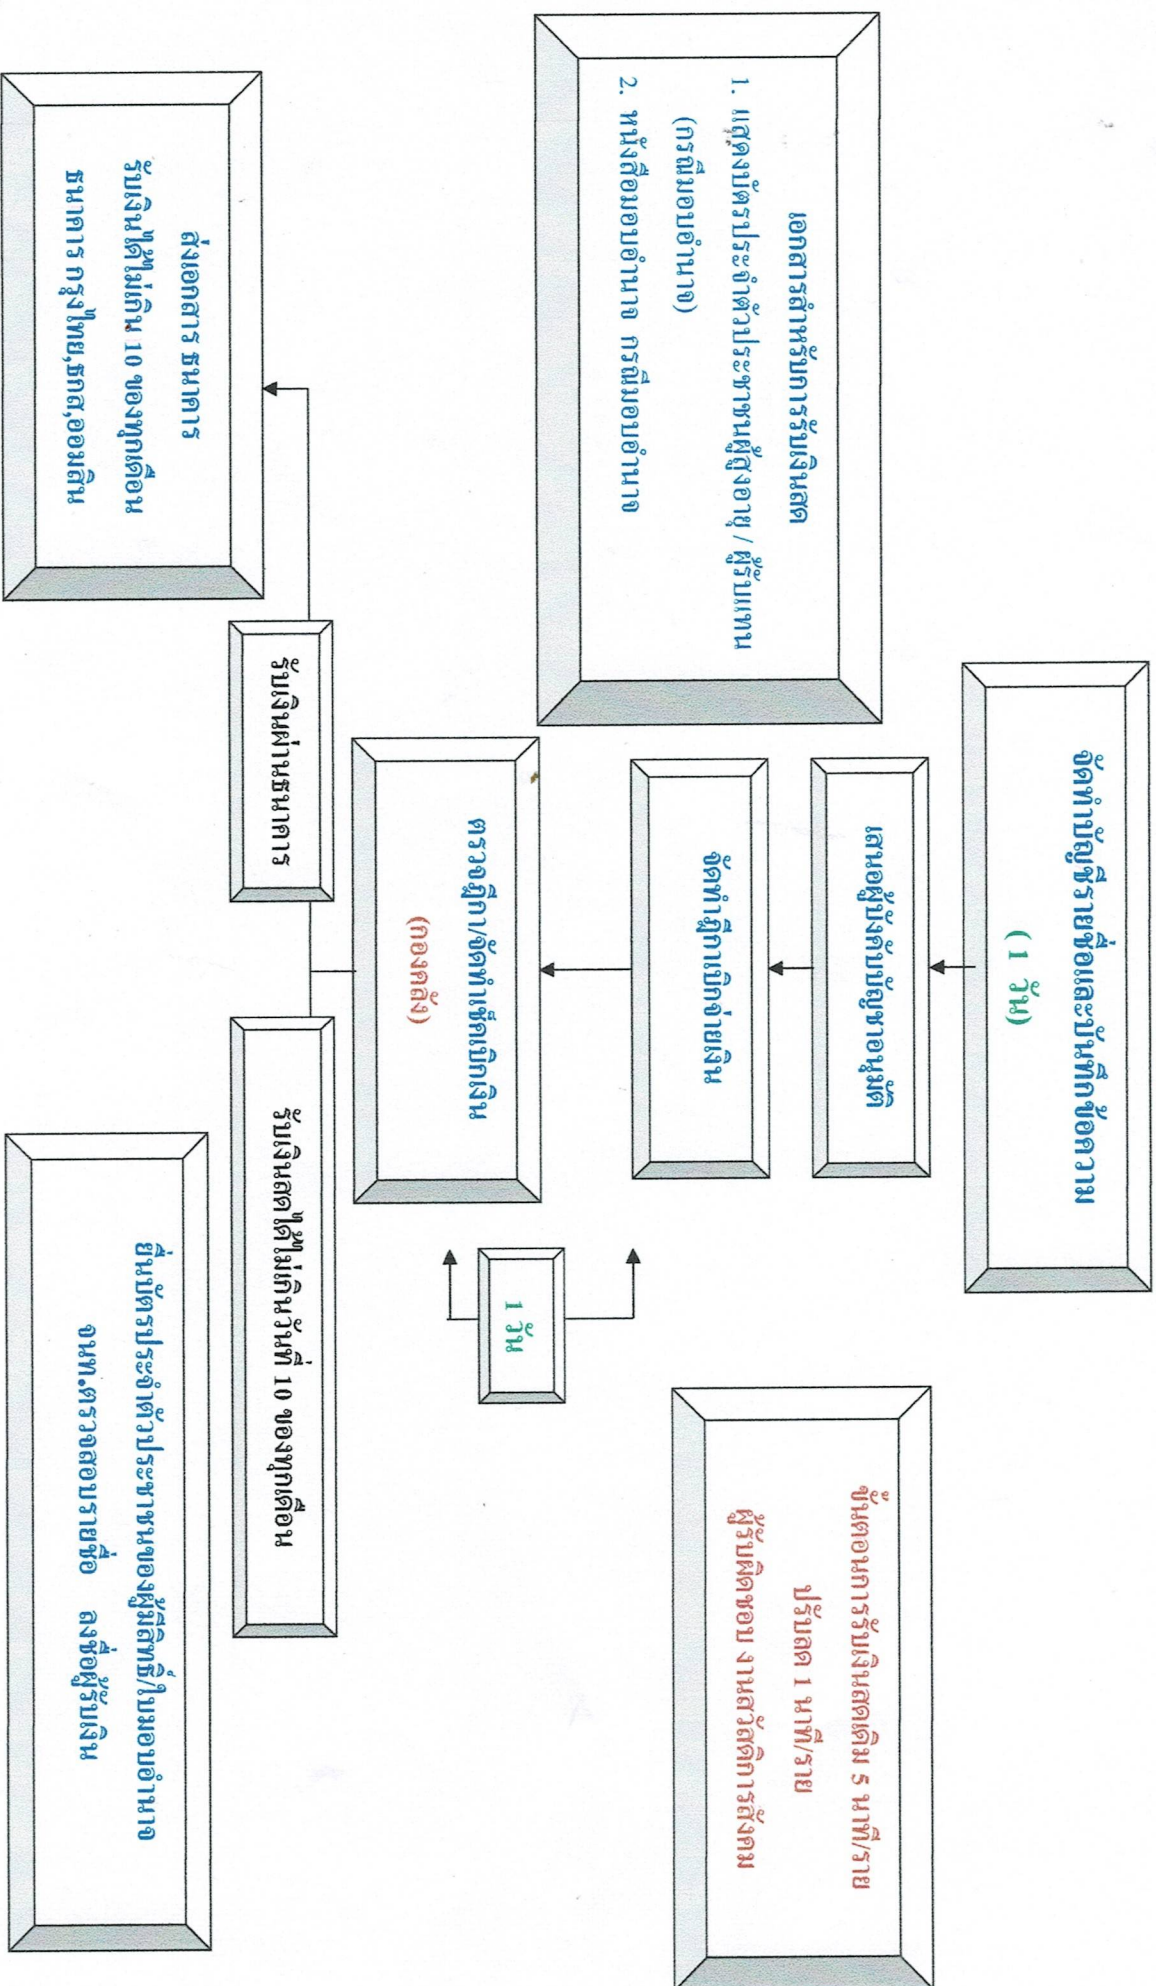 จัดทำบัญชีรายชื่อและบันทึกข้อความ
( 1 วัน)
เสนอผู้บังคับบัญชาอนุมัติ
เอกสารสำหรับการรับเงินสด
1. แสดงบัตรประจำตัวประชาชนผู้สูงอายุ / ผู้รับแทน
(กรณีมอบอำนาจ)
2. หนังสือมอบอำนาจ กรณีมอบอำนาจ
จัดทำฎีกาเบิกจ่ายเงิน
ขั้นตอนการรับเงินสดเดิม 5 นาที/ราย
ปรับลด 1 นาที/ราย
ผู้รับผิดชอบ งานสวัสดิการสังคม
1 วัน
ตรวจฎีกา/จัดทำเช็คเบิกเงิน
(กองคลัง)
รับเงินผ่านธนาคาร
รับเงินสดได้ไม่เกินวันที่ 10 ของทุกเดือน
ส่งเอกสาร ธนาคาร
รับเงินได้ไม่เกิน 10 ของทุกเดือน
ธนาคาร กรุงไทย,ธกส,ออมสิน
ยื่นบัตรประจำตัวประชาชนของผู้มีสิทธิ์/ใบมอบอำนาจ
จนท.ตรวจสอบรายชื่อ ลงชื่อผู้รับเงิน